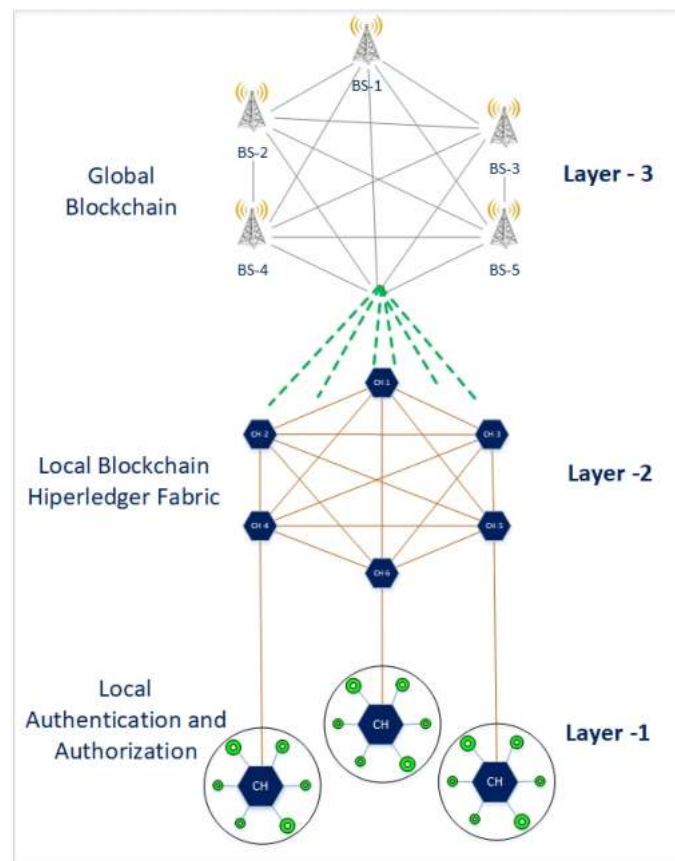 BS-1
BS-2
BS-3
Global
Blockchain
Layer - 3
BS-4
BS-5
CH-1
CH-2
CH-3
Local Blockchain
Hiperledger Fabric
Layer -2
CH-4
CH-5
CH-6
Local
Authentication and
Authorization
Layer -1
CH
CH
CH